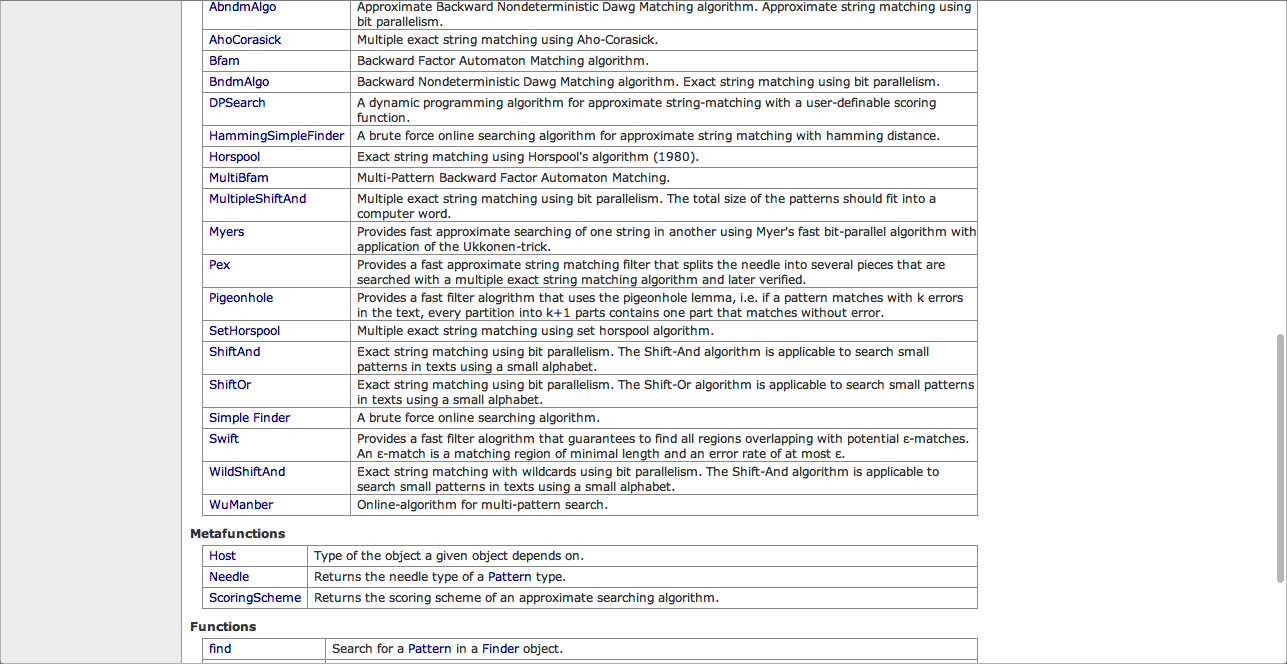 AbndmAlgo Approximate Backward Nondeterministic Dawg Matching algorithm. Approximate string matching using
bit parallelism.
AhoCorasick Multiple exact string matching using Aho-Corasick.
Bfam Backward Factor Automaton Matching algorithm.
BndmAlgo Backward Nondeterministic Dawg Matching algorithm. Exact string matching using bit parallelism.
DPSearch A dynamic programming algorithm for approximate string-matching with a user-definable scoring
function.
HammingSimpleFinder A brute force online searching algorithm for approximate string matching with hamming distance.
Horspool Exact string matching using Horspool's algorithm (1980).
MultiBfam Multi-Pattern Backward Factor Automaton Matching.
MultipleShiftAnd Multiple exact string matching using bit parallelism. The total size of the patterns should fit into a
computer word.
Myers Provides fast approximate searching of one string in another using Myer's fast bit-parallel algorithm with
application of the Ukkonen-trick.
Pex Provides a fast approximate string matching filter that splits the needle into several pieces that are
searched with a multiple exact string matching algorithm and later verified.
Pigeonhole Provides a fast filter alogrithm that uses the pigeonhole lemma, i.e. if a pattern matches with k errors
in the text, every partition into k+1 parts contains one part that matches without error.
SetHorspool Multiple exact string matching using set horspool algorithm.
ShiftAnd Exact string matching using bit parallelism. The Shift-And algorithm is applicable to search small
patterns in texts using a small alphabet.
ShiftOr Exact string matching using bit parallelism. The Shift-Or algorithm is applicable to search small patterns
in texts using a small alphabet.
Simple Finder A brute force online searching algorithm.
Swift Provides a fast filter alogrithm that guarantees to find all regions overlapping with potential ε-matches.
An ε-match is a matching region of minimal length and an error rate of at most ε.
WildShiftAnd Exact string matching with wildcards using bit parallelism. The Shift-And algorithm is applicable to
search small patterns in texts using a small alphabet.
WuManber Online-algorithm for multi-pattern search.
Metafunctions
Host Type of the object a given object depends on.
Needle Returns the needle type of a Pattern type.
ScoringScheme Returns the scoring scheme of an approximate searching algorithm.
Functions
find Search for a Pattern in a Finder object.